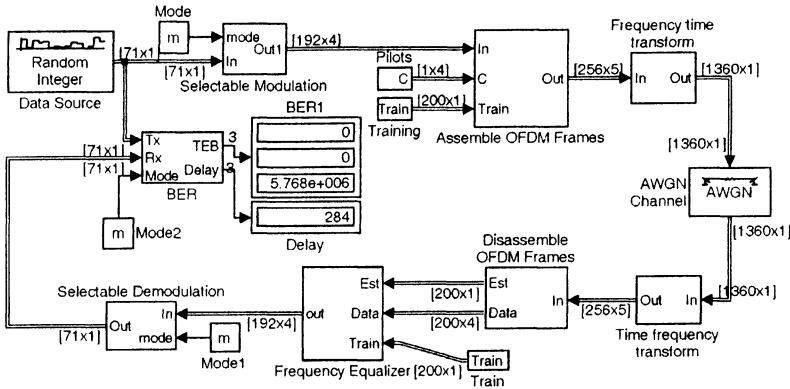 Mode
m
Random
Integer
Data Source
[71x1]
[71x1]
mode
In
Out1
Selectable Modulation
[192x4]
Pilots
C
[1x4]
Train
[200x1]
Training
In
C
Train
Out
Assemble OFDM Frames
[256x5]
Frequency time
transform
In
Out
[1360x1]
[1360x1]
AWGN
Channel
AWGN
[1360x1]
[1360x1]
In
Out
Time frequency
transform
[256x5]
Disassemble
OFDM Frames
In
Est
Data
[200x1]
[200x4]
Est
Data
Train
out
Frequency Equalizer
[200x1]
Train
Train
[192x4]
Selectable Demodulation
In
mode
Out
m
Mode1
[71x1]
[71x1]
[71x1]
Tx
Rx
Mode
TEB
Delay
BER
3
3
m
Mode2
BER1
0
0
5.768e+006
284
Delay